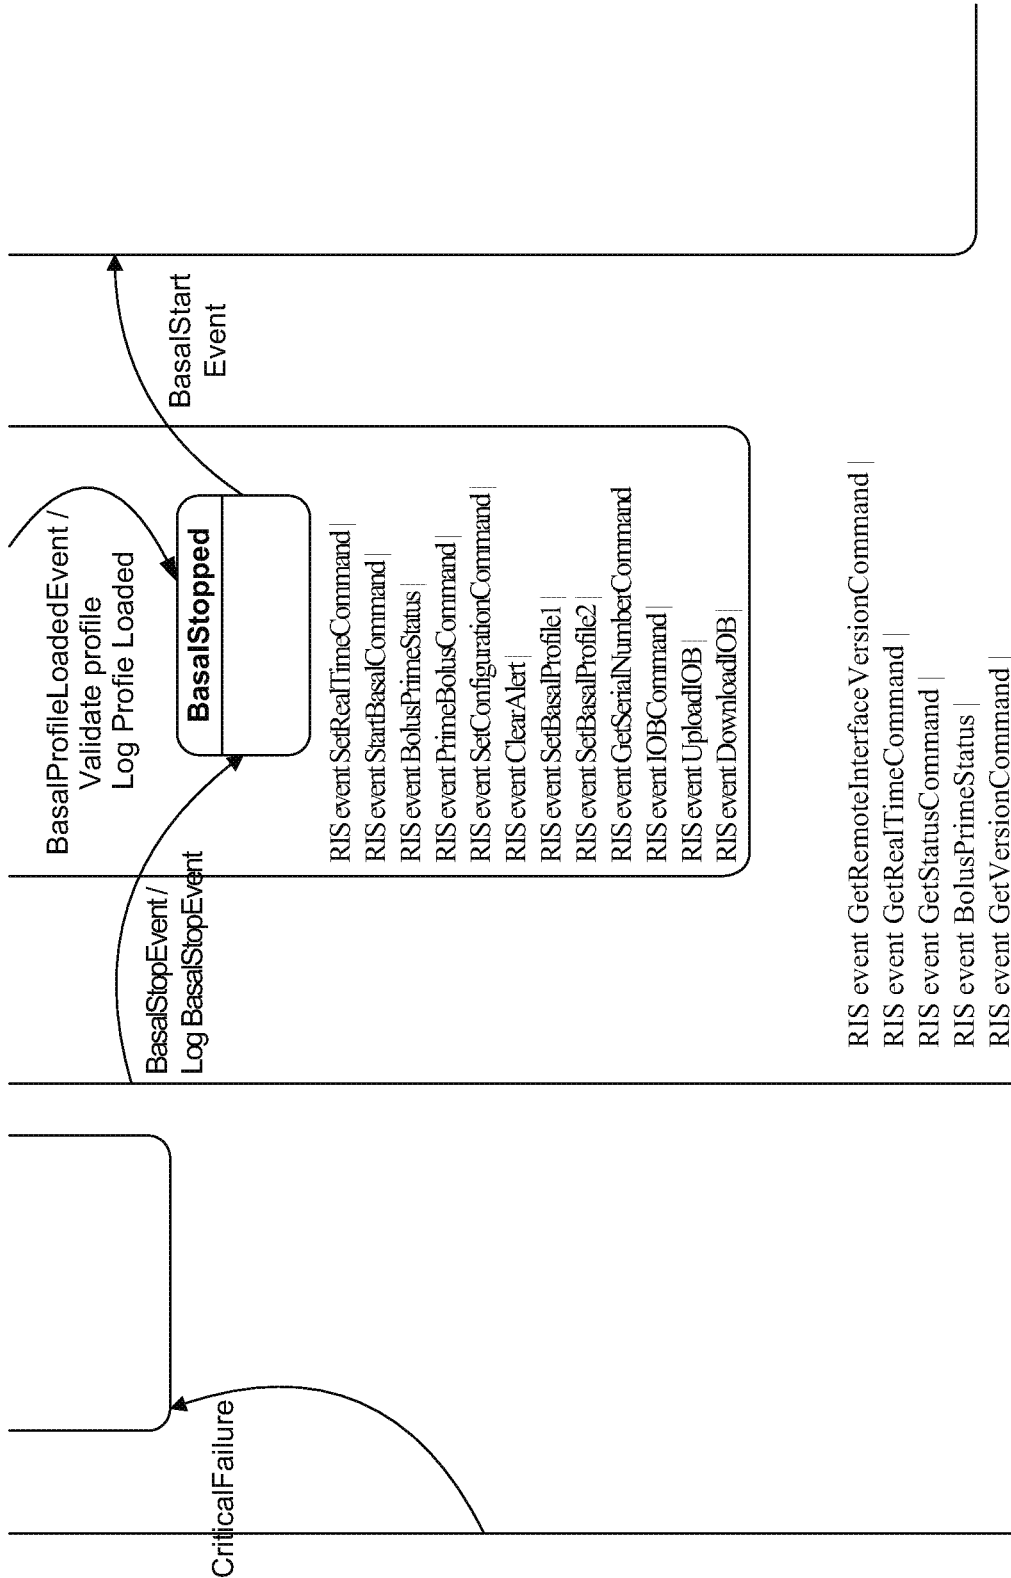 BasalProfileLoadedEvent /
Validate profile
Log Profie Loaded
BasalStopped
BasalStart
Event
BasalStopEvent /
Log BasalStopEvent
RIS event SetRealTimeCommand |
RIS event StartBasalCommand |
RIS event BolusPrimeStatus |
RIS event PrimeBolusCommand |
RIS event SetConfigurationCommand |
RIS event ClearAlert |
RIS event SetBasalProfile1 |
RIS event SetBasalProfile2 |
RIS event GetSerialNumberCommand
RIS event IOBCommand |
RIS event UploadIOB |
RIS event DownloadIOB |
CriticalFailure
RIS event GetRemoteInterfaceVersionCommand |
RIS event GetRealTimeCommand |
RIS event GetStatusCommand |
RIS event BolusPrimeStatus |
RIS event GetVersionCommand |